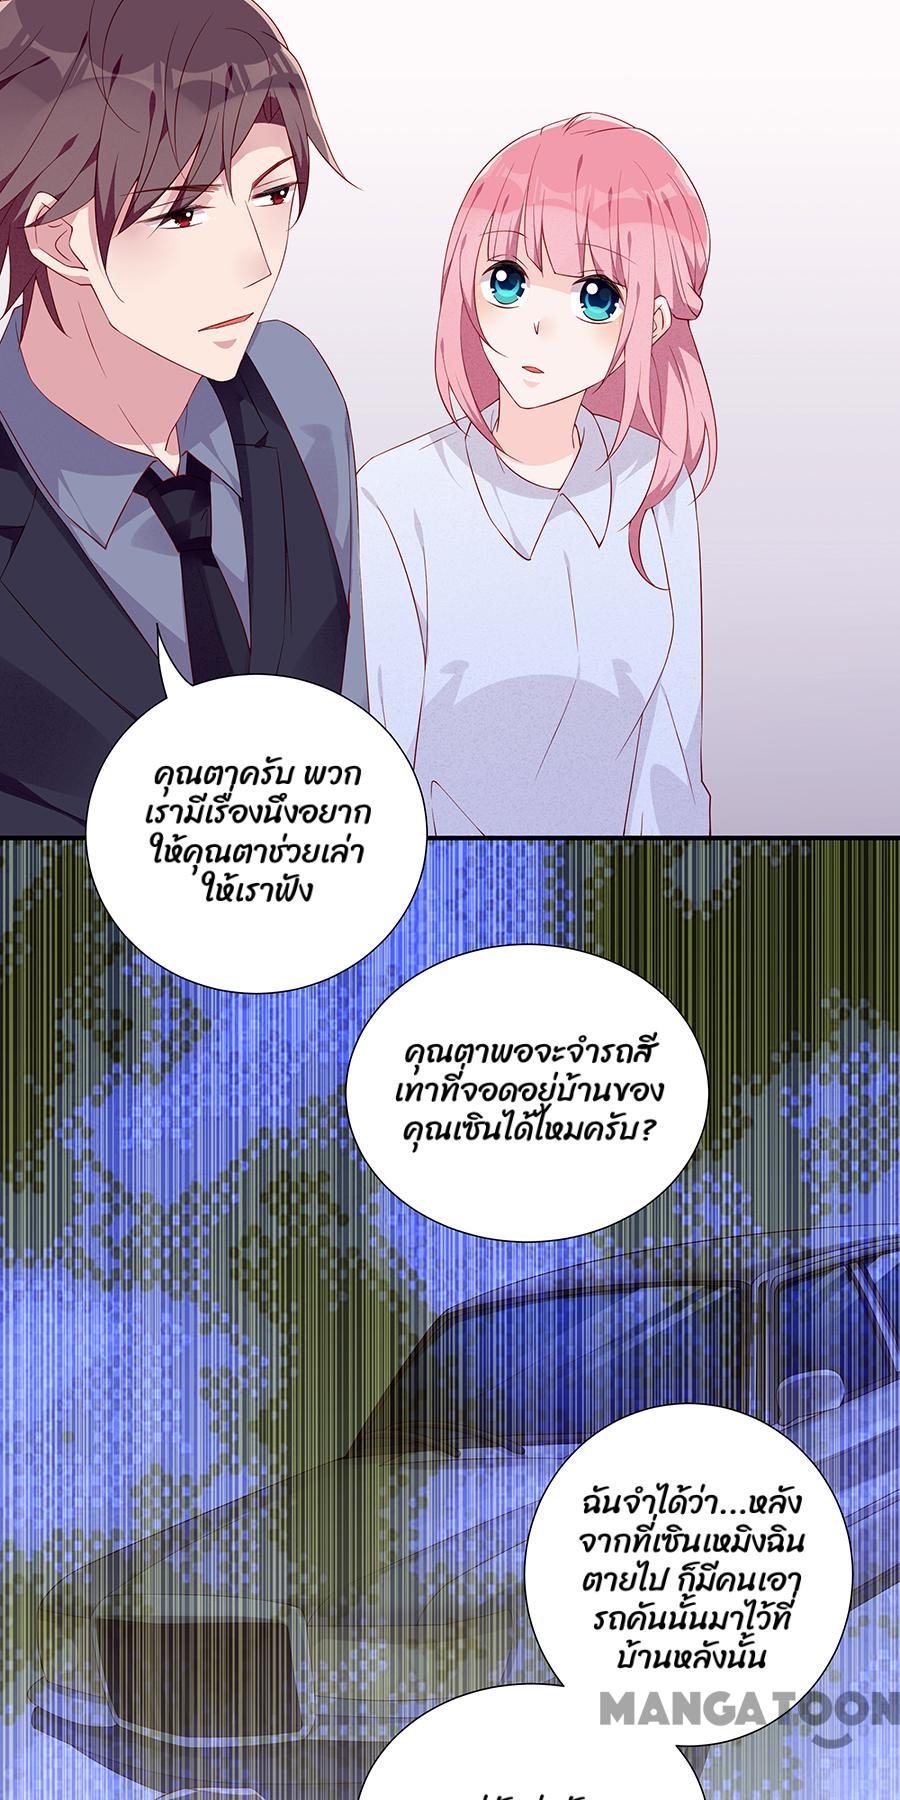 คุณตาครับ พวก
เรามีเรื่องนึงอยาก
ให้คุณตาช่วยเล่า
ให้เราฟัง
คุณตาพอจะจำรถสี
เทาที่จอดอยู่บ้านของ
คุณเซินได้ไหมครับ?
ฉันจำได้ว่า...หลัง
จากที่เซินเหมิงฉิน
ตายไป ก็มีคนเอา
รถคันนั้นมาไว้ที่
บ้านหลังนั้น
MANGATOON